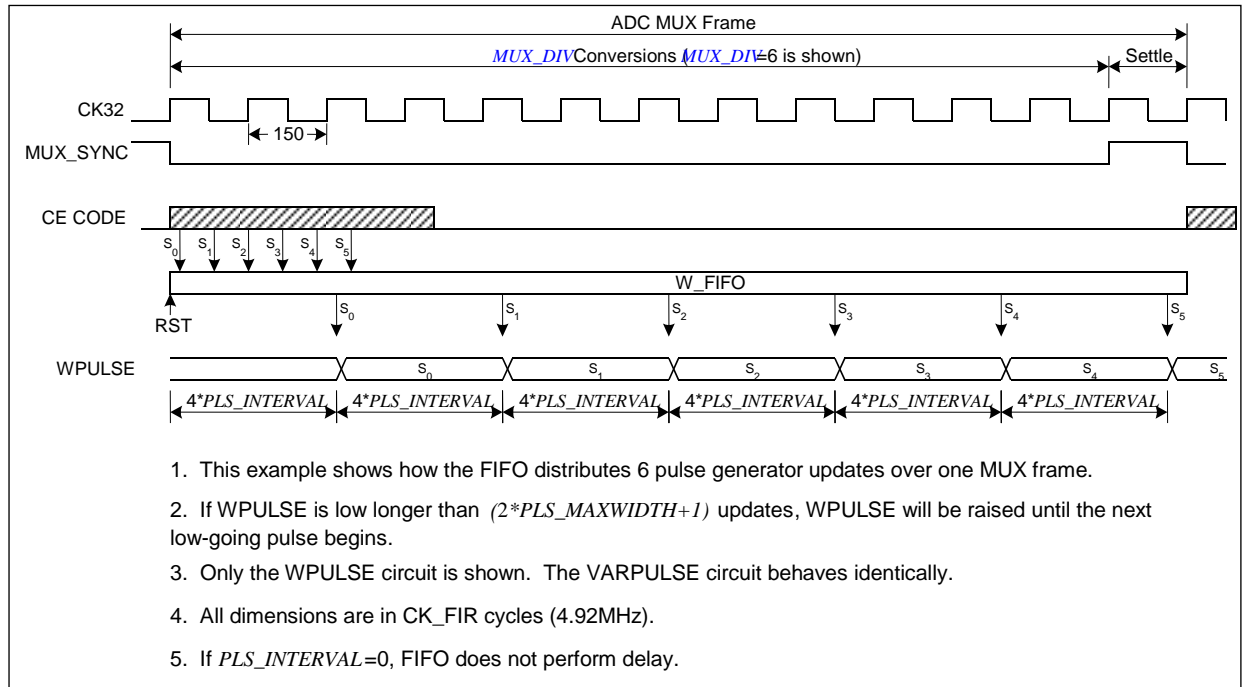 ADC MUX Frame
MUX_DIV Conversions (MUX_DIV=6 is shown)
Settle
CK32
150
MUX_SYNC
CE CODE
S0 S1 S2 S3 S4 S5
W_FIFO
RST
S0 S1 S2 S3 S4 S5
WPULSE
S0 S1 S2 S3 S4 S5
4*PLS_INTERVAL 4*PLS_INTERVAL 4*PLS_INTERVAL 4*PLS_INTERVAL 4*PLS_INTERVAL 4*PLS_INTERVAL
1. This example shows how the FIFO distributes 6 pulse generator updates over one MUX frame.
2. If WPULSE is low longer than (2*PLS_MAXWIDTH+1) updates, WPULSE will be raised until the next
low-going pulse begins.
3. Only the WPULSE circuit is shown. The VARPULSE circuit behaves identically.
4. All dimensions are in CK_FIR cycles (4.92MHz).
5. If PLS_INTERVAL=0, FIFO does not perform delay.